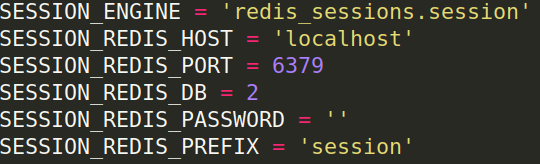 SESSION_ENGINE = 'redis_sessions.session'
SESSION_REDIS_HOST = 'localhost'
SESSION_REDIS_PORT = 6379
SESSION_REDIS_DB = 2
SESSION_REDIS_PASSWORD = ''
SESSION_REDIS_PREFIX = 'session'